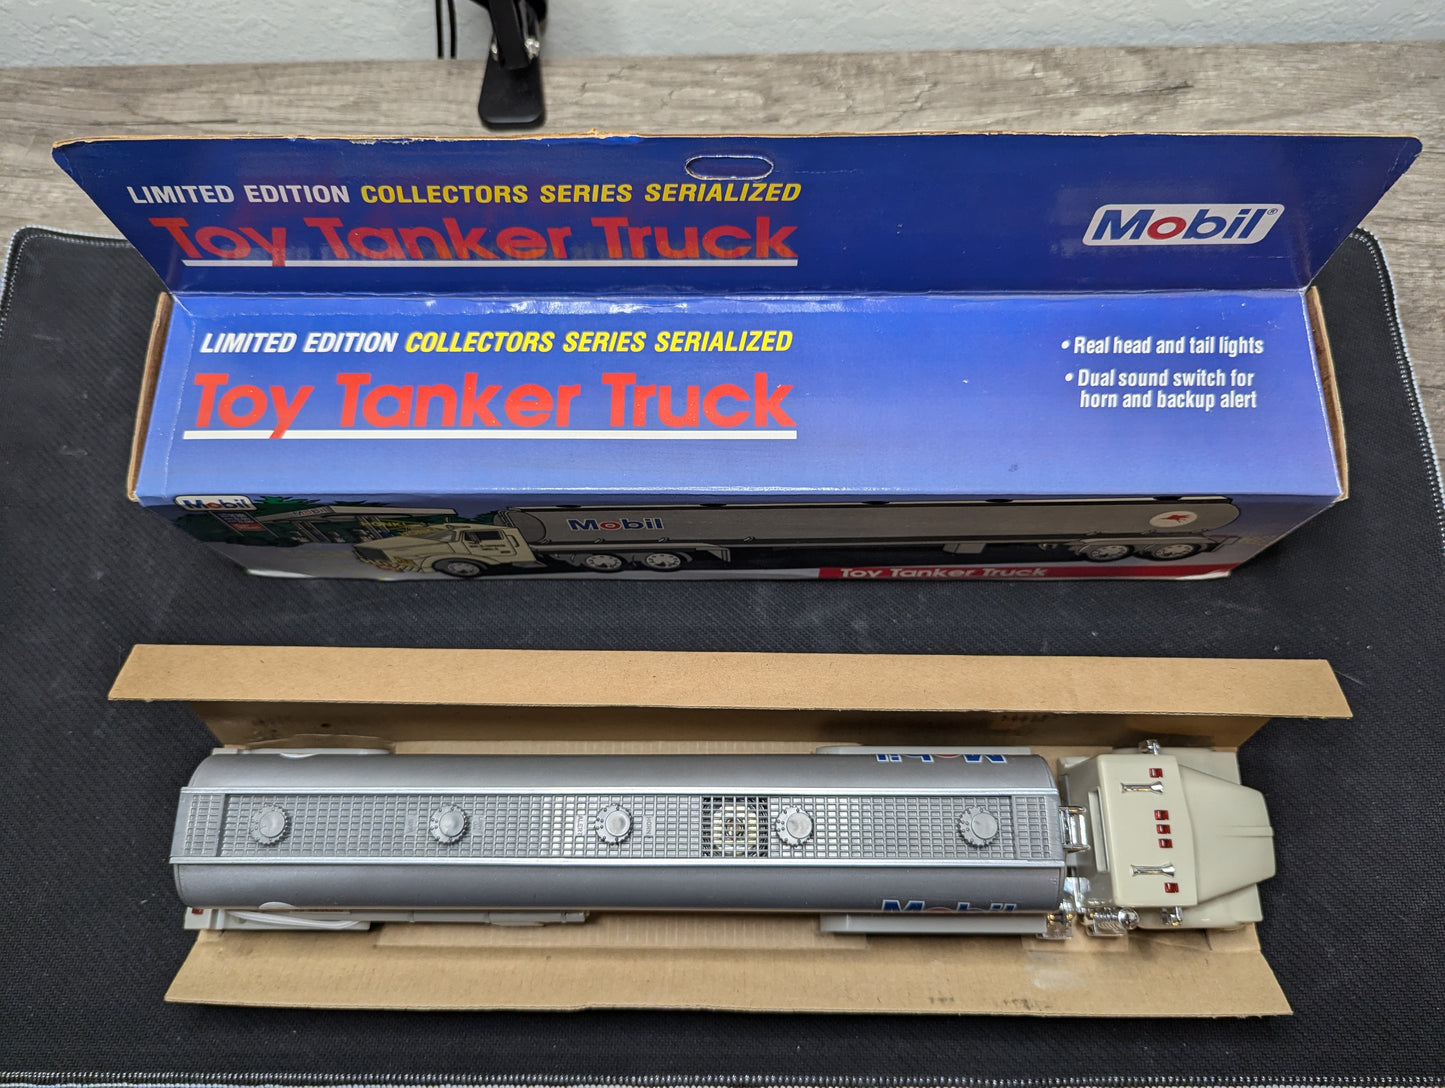 LIMITED EDITION COLLECTORS SERIES SERIALIZED
Toy Tanker Truck
Mobil®
LIMITED EDITION COLLECTORS SERIES SERIALIZED
Toy Tanker Truck
• Real head and tail lights
• Dual sound switch for
horn and backup alert
Mobil
Mobil
Mobil
Toy Tanker Truck
Mobil
Mobil